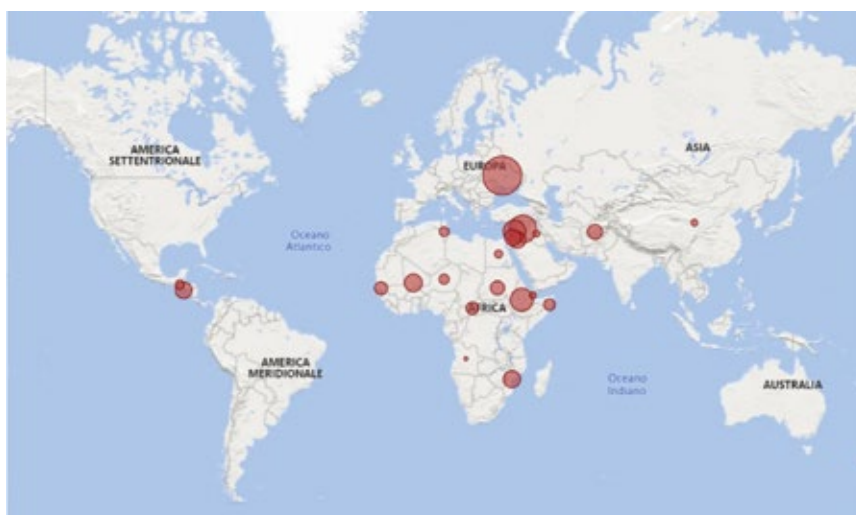 AMERICA
SETTENTRIONALE
EUROPA
ASIA
Oceano
Atlantico
AFRICA
AMERICA
MERIDIONALE
Oceano
Indiano
AUSTRALIA